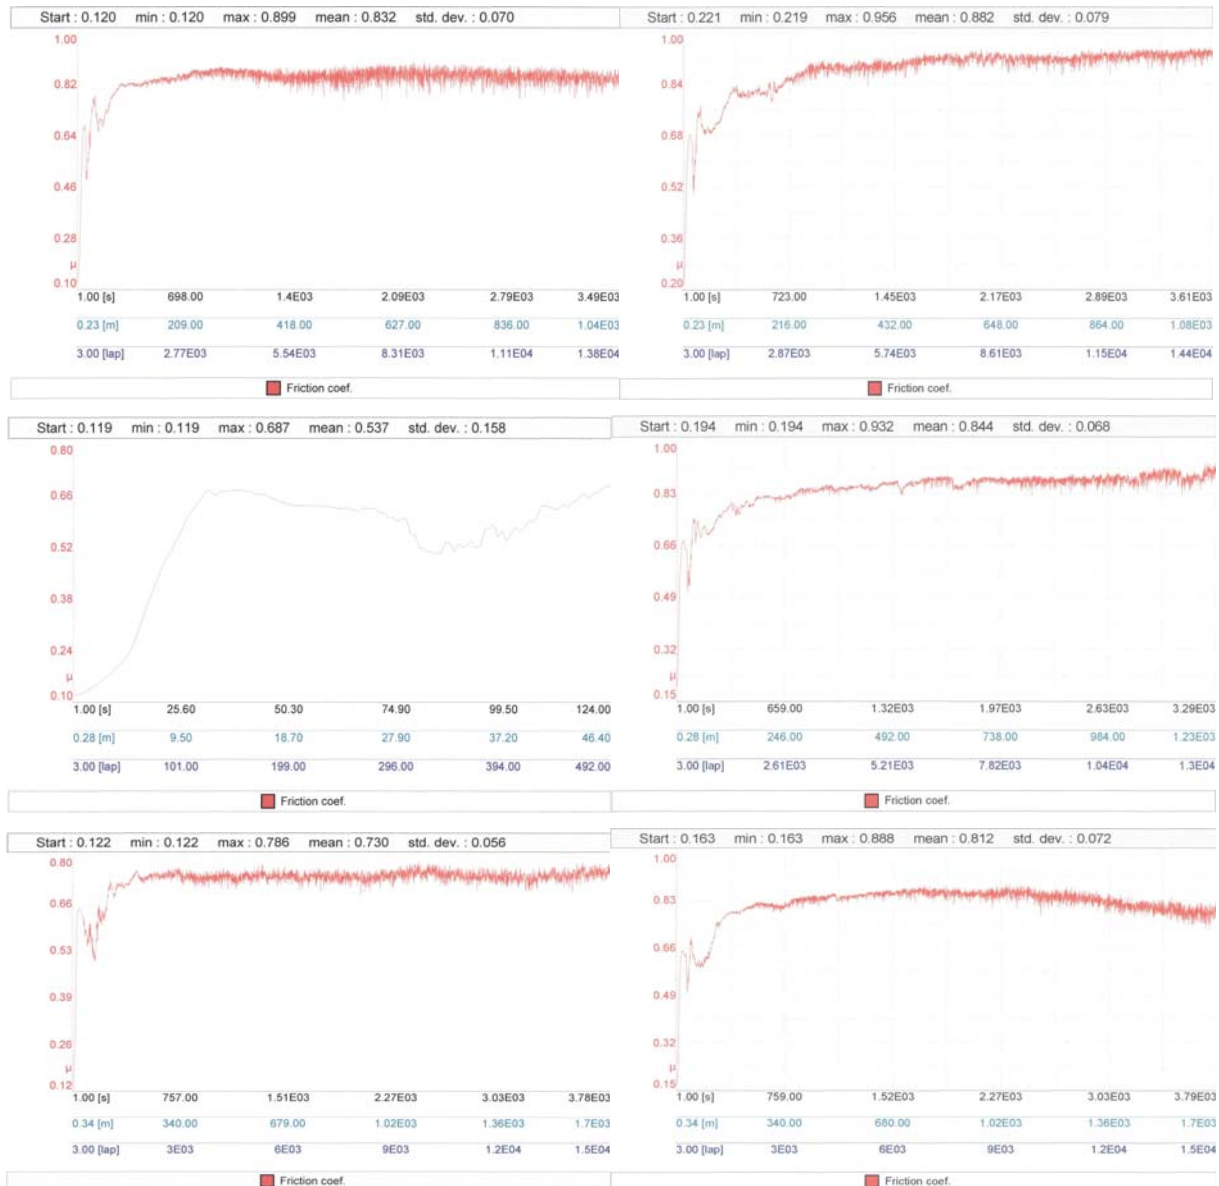 Start : 0.120 min : 0.120 max : 0.899 mean : 0.832 std. dev. : 0.070
1.00
0.82
0.64
0.46
0.28
µ
0.10
1.00 [s] 698.00 1.4E03 2.09E03 2.79E03 3.49E03
0.23 [m] 209.00 418.00 627.00 836.00 1.04E03
3.00 [lap] 2.77E03 5.54E03 8.31E03 1.11E04 1.38E04
Friction coef.
Start : 0.221 min : 0.219 max : 0.956 mean : 0.882 std. dev. : 0.079
1.00
0.84
0.68
0.52
0.36
µ
0.20
1.00 [s] 723.00 1.45E03 2.17E03 2.89E03 3.61E03
0.23 [m] 216.00 432.00 648.00 864.00 1.08E03
3.00 [lap] 2.87E03 5.74E03 8.61E03 1.15E04 1.44E04
Friction coef.
Start : 0.119 min : 0.119 max : 0.687 mean : 0.537 std. dev. : 0.158
0.80
0.66
0.52
0.38
0.24
µ
0.10
1.00 [s] 25.60 50.30 74.90 99.50 124.00
0.28 [m] 9.50 18.70 27.90 37.20 46.40
3.00 [lap] 101.00 199.00 296.00 394.00 492.00
Friction coef.
Start : 0.194 min : 0.194 max : 0.932 mean : 0.844 std. dev. : 0.068
1.00
0.83
0.66
0.49
0.32
µ
0.15
1.00 [s] 659.00 1.32E03 1.97E03 2.63E03 3.29E03
0.28 [m] 246.00 492.00 738.00 984.00 1.23E03
3.00 [lap] 2.61E03 5.21E03 7.82E03 1.04E04 1.3E04
Friction coef.
Start : 0.122 min : 0.122 max : 0.786 mean : 0.730 std. dev. : 0.056
0.80
0.66
0.53
0.39
0.26
µ
0.12
1.00 [s] 757.00 1.51E03 2.27E03 3.03E03 3.78E03
0.34 [m] 340.00 679.00 1.02E03 1.36E03 1.7E03
3.00 [lap] 3E03 6E03 9E03 1.2E04 1.5E04
Friction coef.
Start : 0.163 min : 0.163 max : 0.888 mean : 0.812 std. dev. : 0.072
1.00
0.83
0.66
0.49
0.32
µ
0.15
1.00 [s] 759.00 1.52E03 2.27E03 3.03E03 3.79E03
0.34 [m] 340.00 680.00 1.02E03 1.36E03 1.7E03
3.00 [lap] 3E03 6E03 9E03 1.2E04 1.5E04
Friction coef.